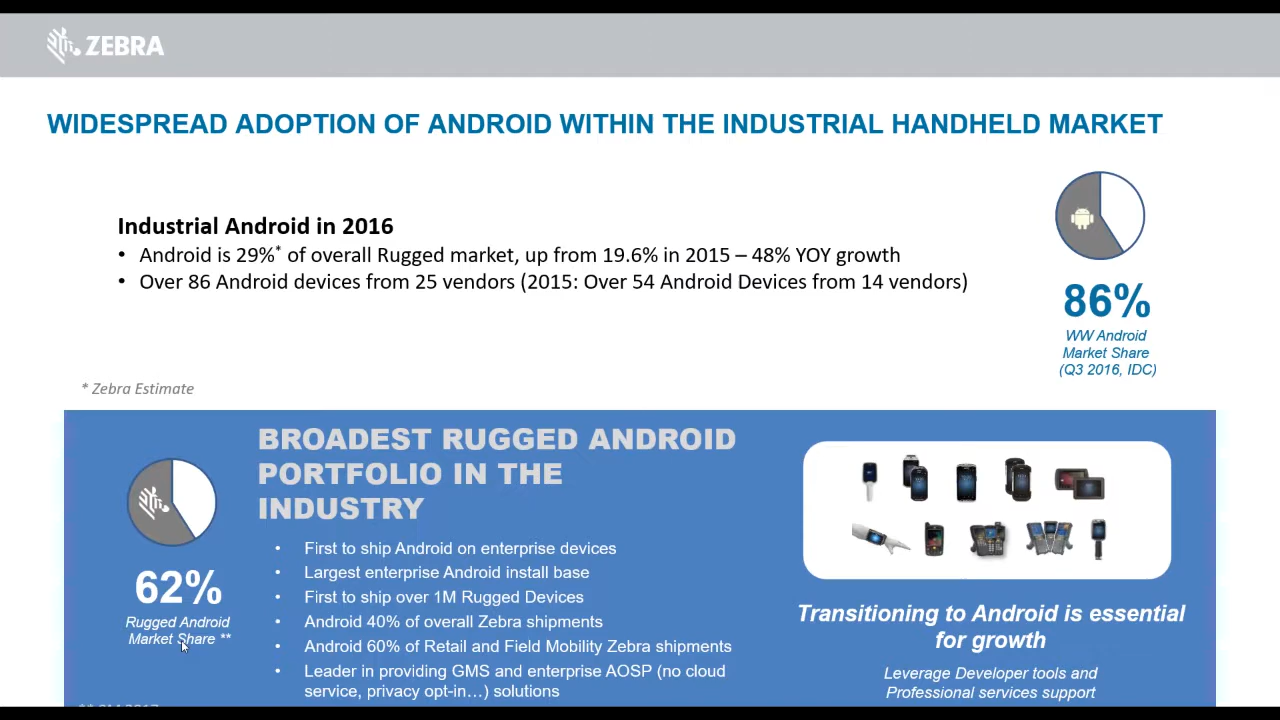 ZEBRA
WIDESPREAD ADOPTION OF ANDROID WITHIN THE INDUSTRIAL HANDHELD MARKET
Industrial Android in 2016
• Android is 29%* of overall Rugged market, up from 19.6% in 2015 – 48% YOY growth
• Over 86 Android devices from 25 vendors (2015: Over 54 Android Devices from 14 vendors)
86%
WW Android
Market Share
(Q3 2016, IDC)
* Zebra Estimate
62%
Rugged Android
Market Share **
BROADEST RUGGED ANDROID
PORTFOLIO IN THE
INDUSTRY
• First to ship Android on enterprise devices
• Largest enterprise Android install base
• First to ship over 1M Rugged Devices
• Android 40% of overall Zebra shipments
• Android 60% of Retail and Field Mobility Zebra shipments
• Leader in providing GMS and enterprise AOSP (no cloud
service, privacy opt-in…) solutions
Transitioning to Android is essential
for growth
Leverage Developer tools and
Professional services support